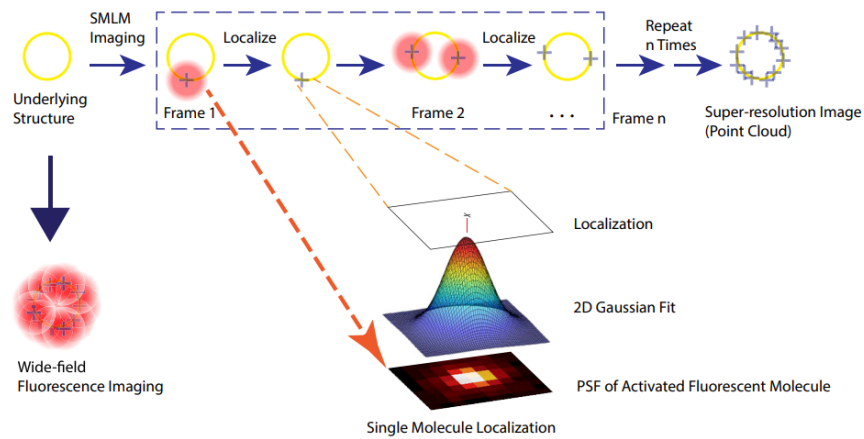 SMLM
Imaging
Localize
Localize
Repeat
n Times
Underlying
Structure
Frame 1
Frame 2
. . .
Frame n
Super-resolution Image
(Point Cloud)
Localization
2D Gaussian Fit
Wide-field
Fluorescence Imaging
PSF of Activated Fluorescent Molecule
Single Molecule Localization